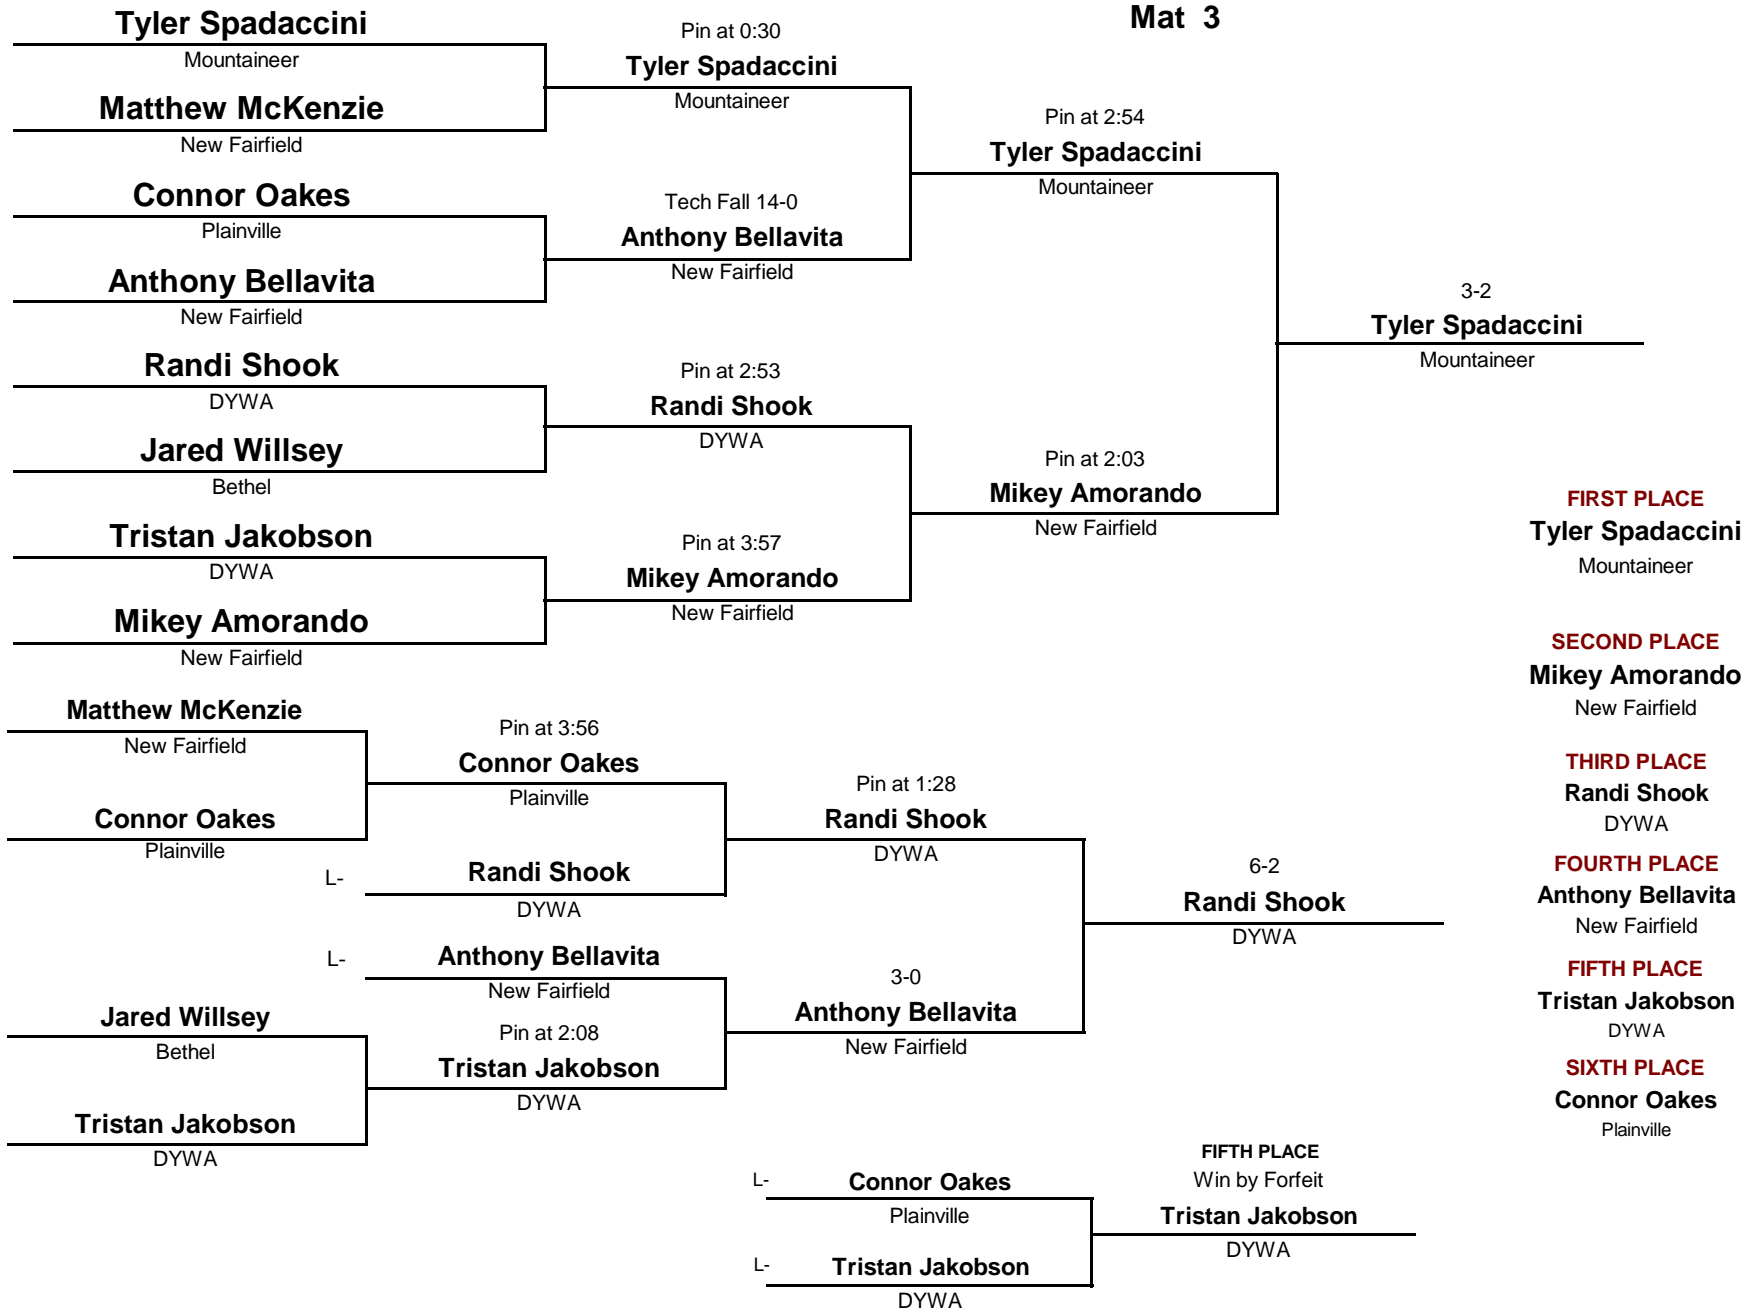 Mat 3
Tyler Spadaccini
Mountaineer
Matthew McKenzie
New Fairfield
Connor Oakes
Plainville
Anthony Bellavita
New Fairfield
Randi Shook
DYWA
Jared Willsey
Bethel
Tristan Jakobson
DYWA
Mikey Amorando
New Fairfield
Pin at 0:30
Tyler Spadaccini
Mountaineer
Tech Fall 14-0
Anthony Bellavita
New Fairfield
Pin at 2:53
Randi Shook
DYWA
Pin at 3:57
Mikey Amorando
New Fairfield
Pin at 2:54
Tyler Spadaccini
Mountaineer
Pin at 2:03
Mikey Amorando
New Fairfield
3-2
Tyler Spadaccini
Mountaineer
Matthew McKenzie
New Fairfield
Connor Oakes
Plainville
Jared Willsey
Bethel
Tristan Jakobson
DYWA
Pin at 3:56
Connor Oakes
Plainville
L-
Randi Shook
DYWA
L-
Anthony Bellavita
New Fairfield
Pin at 2:08
Tristan Jakobson
DYWA
Pin at 1:28
Randi Shook
DYWA
3-0
Anthony Bellavita
New Fairfield
6-2
Randi Shook
DYWA
L-
Connor Oakes
Plainville
L-
Tristan Jakobson
DYWA
FIFTH PLACE
Win by Forfeit
Tristan Jakobson
DYWA
FIRST PLACE
Tyler Spadaccini
Mountaineer
SECOND PLACE
Mikey Amorando
New Fairfield
THIRD PLACE
Randi Shook
DYWA
FOURTH PLACE
Anthony Bellavita
New Fairfield
FIFTH PLACE
Tristan Jakobson
DYWA
SIXTH PLACE
Connor Oakes
Plainville